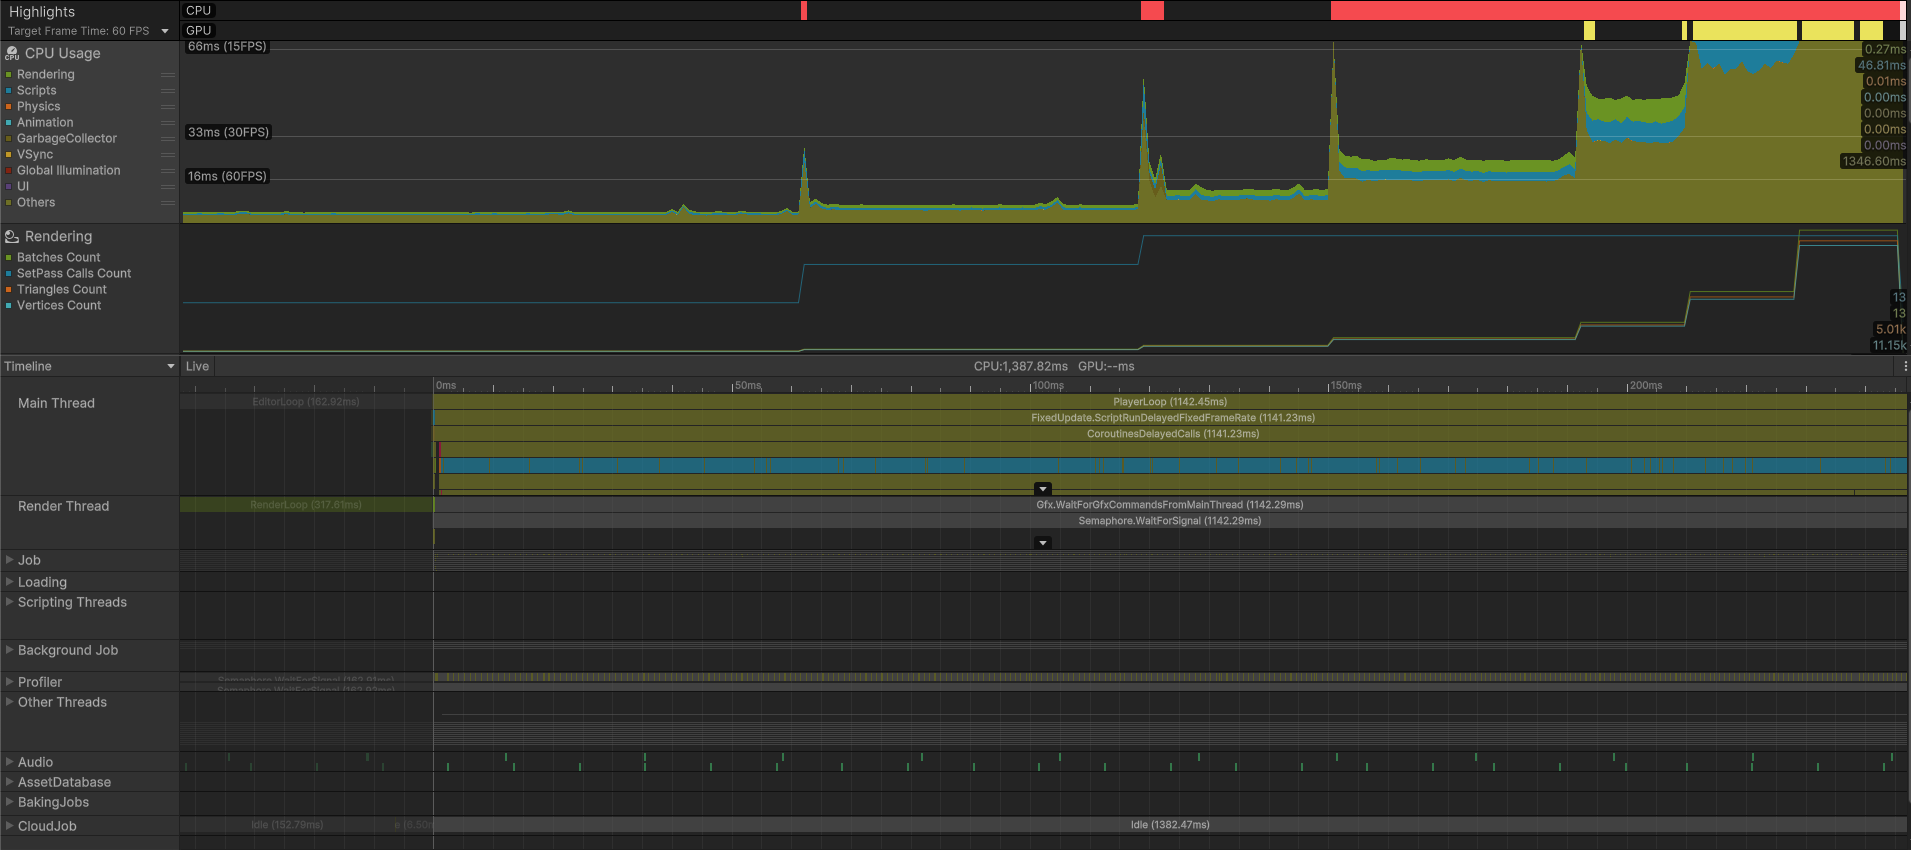 Highlights
CPU
Target Frame Time: 60 FPS
GPU
CPU Usage
CPU
Rendering
Scripts
Physics
Animation
GarbageCollector
VSync
Global Illumination
UI
Others
66ms (15FPS)
33ms (30FPS)
16ms (60FPS)
0.27ms
46.81ms
0.01ms
0.00ms
0.00ms
0.00ms
0.00ms
1346.60ms
Rendering
Batches Count
SetPass Calls Count
Triangles Count
Vertices Count
13
13
5.01k
11.15k
Timeline
Live
CPU:1,387.82ms GPU:--ms
0ms
50ms
100ms
150ms
200ms
Main Thread
EditorLoop (162.92ms)
PlayerLoop (1142.45ms)
FixedUpdate.ScriptRunDelayedFixedFrameRate (1141.23ms)
CoroutinesDelayedCalls (1141.23ms)
Render Thread
RenderLoop (317.61ms)
Gfx.WaitForGfxCommandsFromMainThread (1142.29ms)
Semaphore.WaitForSignal (1142.29ms)
Job
Loading
Scripting Threads
Background Job
Profiler
Semaphore.WaitForSignal (162.91ms)
Semaphore.WaitForSignal (162.92ms)
Other Threads
Audio
AssetDatabase
BakingJobs
CloudJob
Idle (152.79ms)
e (6.50m
Idle (1382.47ms)